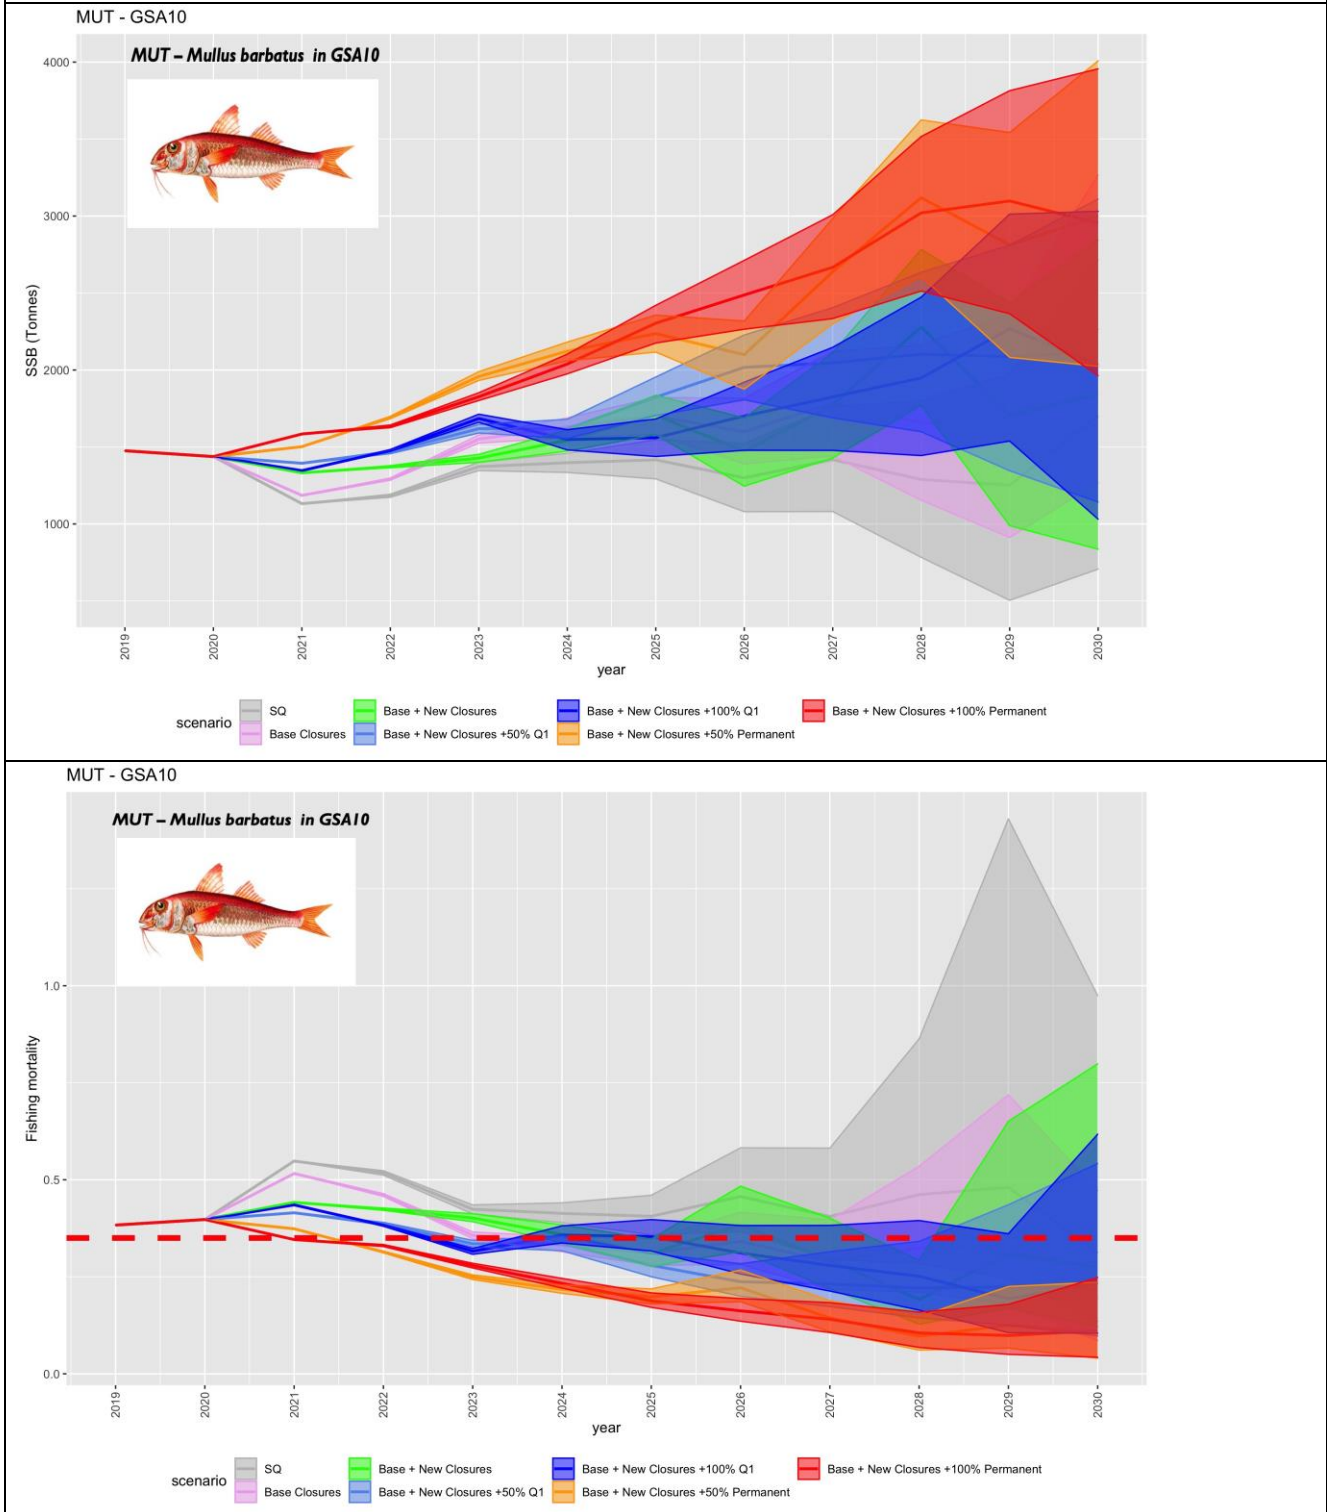 MUT - GSA10
MUT – Mullus barbatus in GSA10
4000
3000
2000
1000
SSB (Tonnes)
2019 2020 2021 2022 2023 2024 2025 2026 2027 2028 2029 2030
year
scenario
SQ Base + New Closures Base + New Closures +100% Q1 Base + New Closures +100% Permanent
Base Closures Base + New Closures +50% Q1 Base + New Closures +50% Permanent
MUT - GSA10
MUT – Mullus barbatus in GSA10
1.0
0.5
0.0
Fishing mortality
2019 2020 2021 2022 2023 2024 2025 2026 2027 2028 2029 2030
year
scenario
SQ Base + New Closures Base + New Closures +100% Q1 Base + New Closures +100% Permanent
Base Closures Base + New Closures +50% Q1 Base + New Closures +50% Permanent